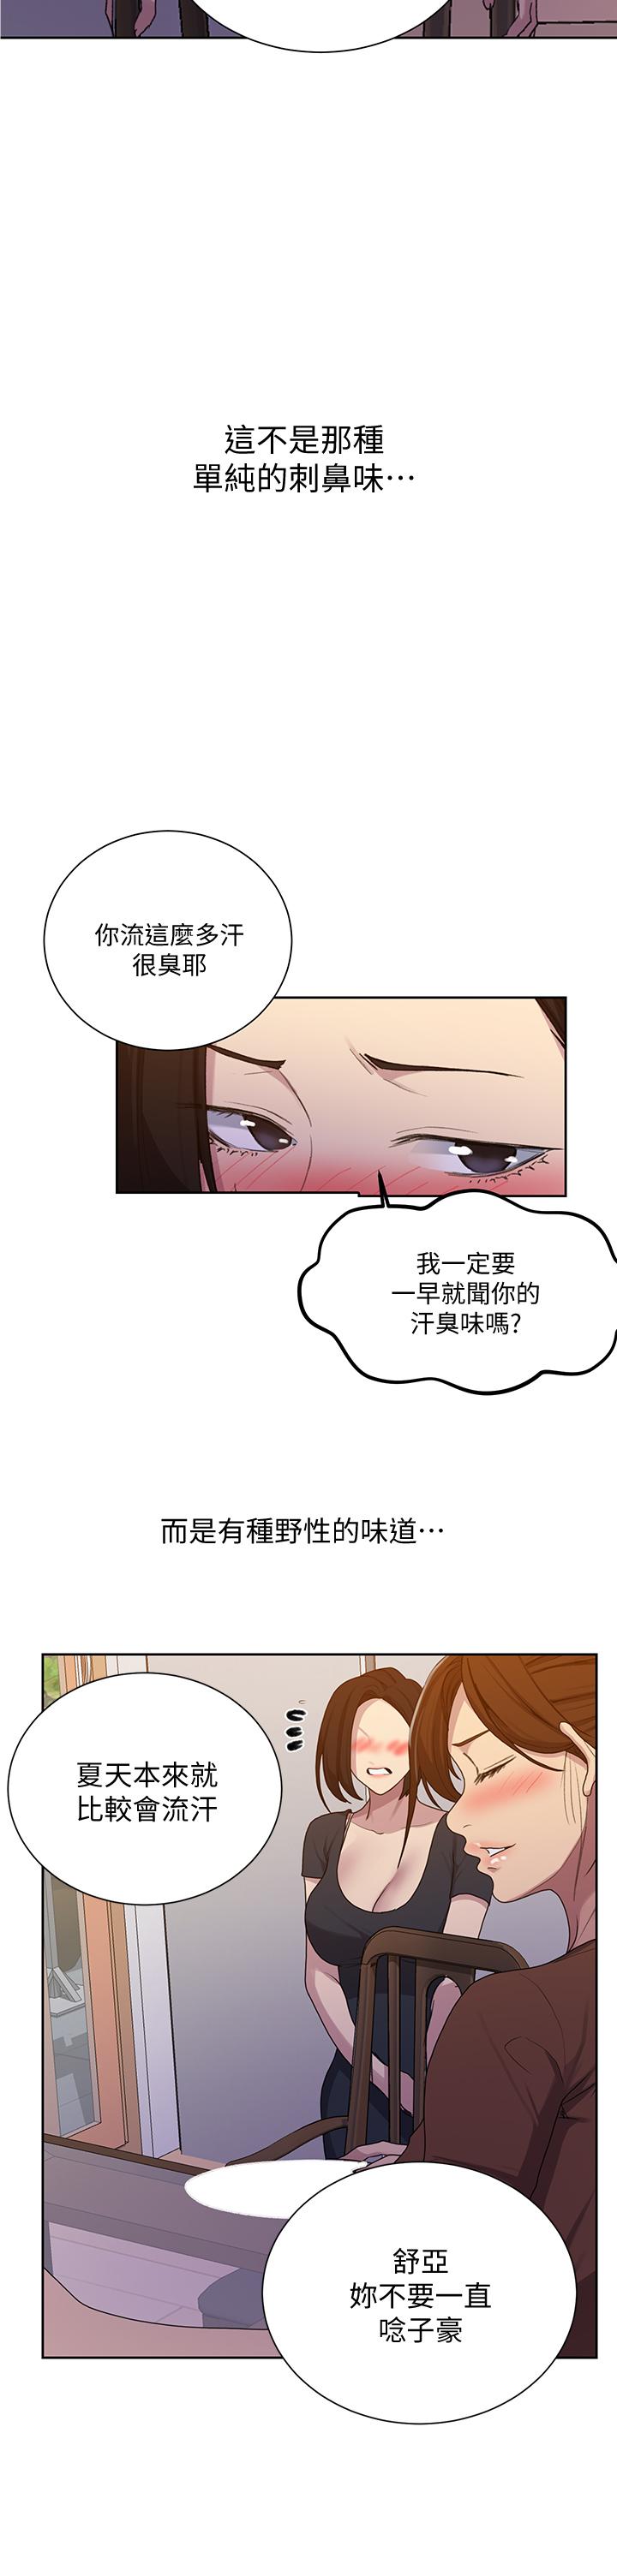 這不是那種
單純的刺鼻味⋯
你流這麼多汗
很臭耶
我一定要
一早就聞你的
汗臭味嗎?
而是有種野性的味道⋯
夏天本來就
比較會流汗
舒亞
妳不要一直
唸子豪